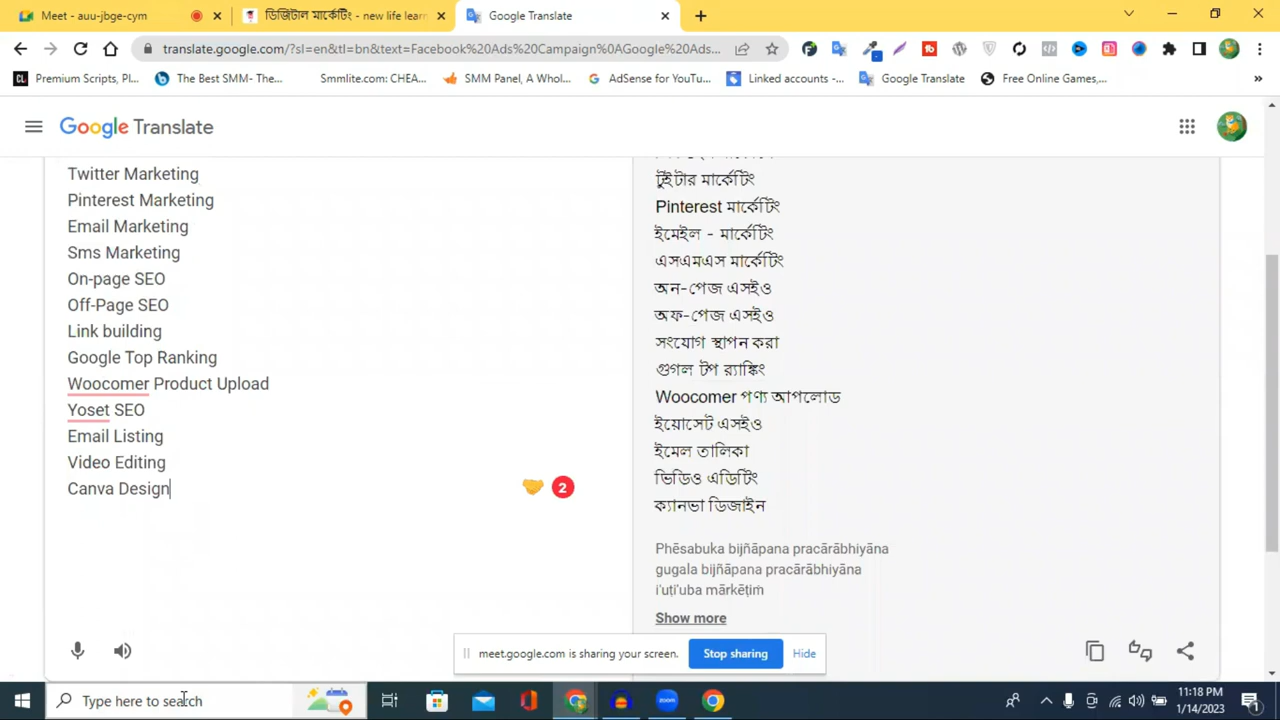 Meet - auu-jbge-cym
ডিজিটাল মার্কেটিং - new life lear
Google Translate
translate.google.com/?sl=en&tl=bn&text=Facebook%20Ads%20Campaign%0AGoogle%20Ads...
CL Premium Scripts, Pl...
The Best SMM- The...
Smmlite.com: CHEA...
SMM Panel, A Whol...
AdSense for YouTu...
Linked accounts -...
Google Translate
Free Online Games,...
Google Translate
Twitter Marketing
Pinterest Marketing
Email Marketing
Sms Marketing
On-page SEO
Off-Page SEO
Link building
Google Top Ranking
Woocomer Product Upload
Yoset SEO
Email Listing
Video Editing
Canva Design
2
টুইটার মার্কেটিং
Pinterest মার্কেটিং
ইমেইল - মার্কেটিং
এসএমএস মার্কেটিং
অন-পেজ এসইও
অফ-পেজ এসইও
সংযোগ স্থাপন করা
গুগল টপ র‍্যাঙ্কিং
Woocomer পণ্য আপলোড
ইয়োসেট এসইও
ইমেল তালিকা
ভিডিও এডিটিং
ক্যানভা ডিজাইন
Phēsabuka bijñāpana pracārābhiyāna
gugala bijñāpana pracārābhiyāna
i'uṭi'uba mārkēṭiṁ
Show more
meet.google.com is sharing your screen.
Stop sharing
Hide
Type here to search
11:18 PM
1/14/2023
1